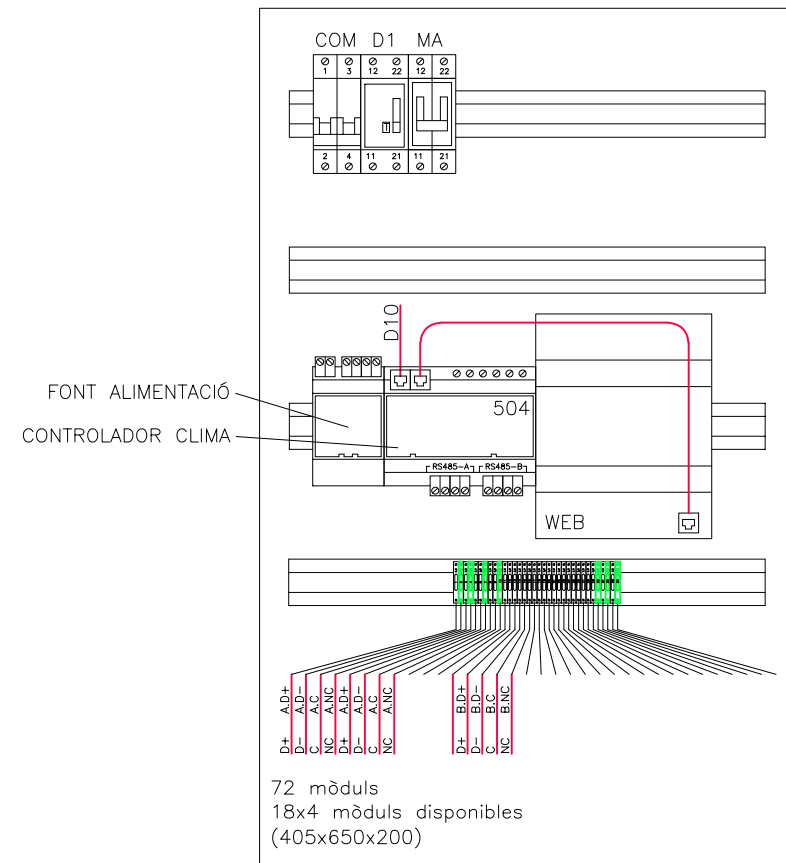 COM D1 MA
1 3 12 22 12 22
2 4 11 21 11 21
D10
504
FONT ALIMENTACIÓ
CONTROLADOR CLIMA
RS485-A RS485-B
WEB
A.D+ A.D- A.C A.NC A.D+ A.D- A.C A.NC B.D+ B.D- B.C B.NC
D+ D- C NC D+ D- C NC D+ D- C NC
72 mòduls
18x4 mòduls disponibles
(405x650x200)